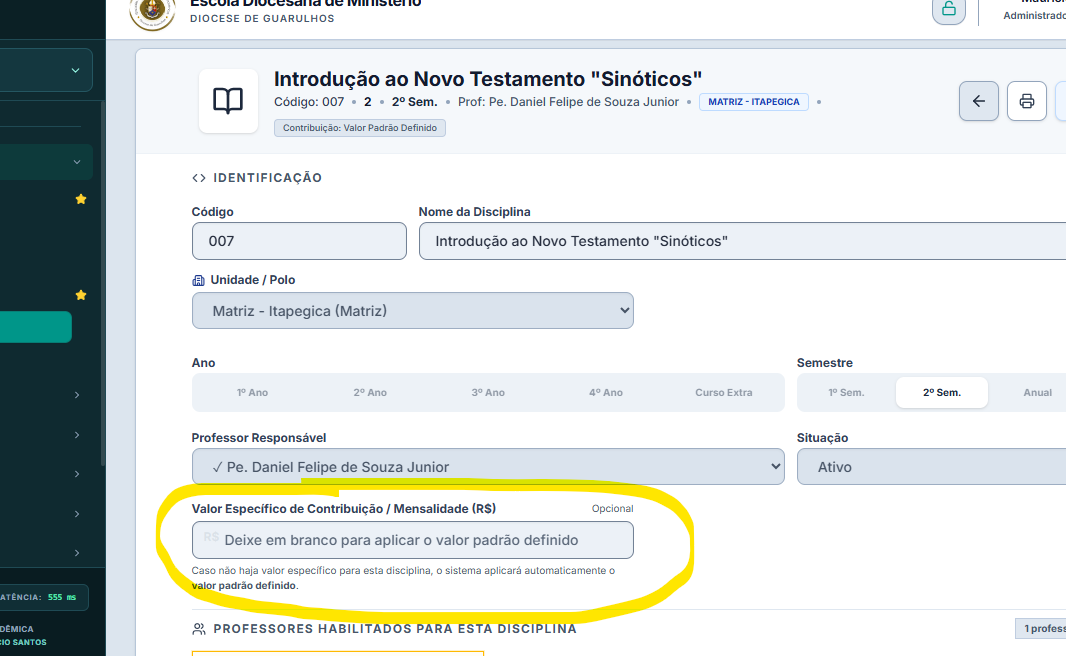 Escola Diocesana de Ministério
DIOCESE DE GUARULHOS
Administrado
Introdução ao Novo Testamento "Sinóticos"
Código: 007 • 2 • 2º Sem. • Prof: Pe. Daniel Felipe de Souza Junior • MATRIZ - ITAPEGICA •
Contribuição: Valor Padrão Definido
<> IDENTIFICAÇÃO
Código
Nome da Disciplina
007
Introdução ao Novo Testamento "Sinóticos"
Unidade / Polo
Matriz - Itapegica (Matriz)
Ano
Semestre
1º Ano 2º Ano 3º Ano 4º Ano Curso Extra
1º Sem. 2º Sem. Anual
Professor Responsável
Situação
✓ Pe. Daniel Felipe de Souza Junior
Ativo
Valor Específico de Contribuição / Mensalidade (R$)
Opcional
R$ Deixe em branco para aplicar o valor padrão definido
Caso não haja valor específico para esta disciplina, o sistema aplicará automaticamente o
valor padrão definido.
PROFESSORES HABILITADOS PARA ESTA DISCIPLINA
1 profess
ATÊNCIA: 555 ms
DÊMICA
CIO SANTOS